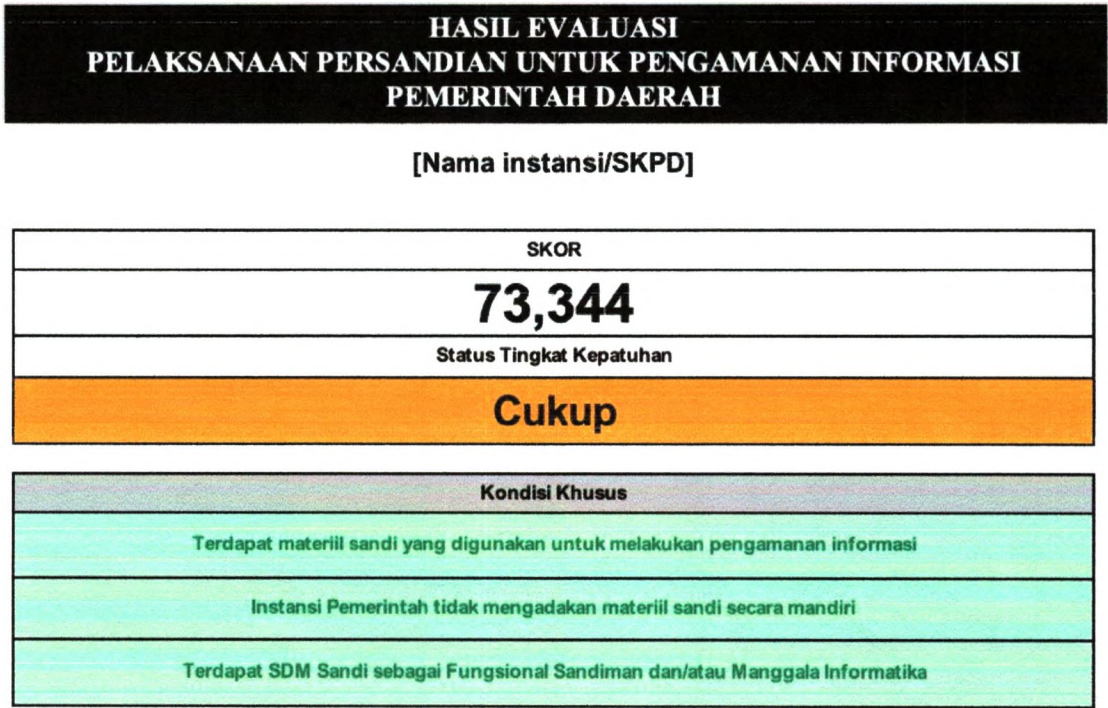 HASIL EVALUASI
PELAKSANAAN PERSANDIAN UNTUK PENGAMANAN INFORMASI
PEMERINTAH DAERAH
[Nama instansi/SKPD]
SKOR
73,344
Status Tingkat Kepatuhan
Cukup
Kondisi Khusus
Terdapat materiil sandi yang digunakan untuk melakukan pengamanan informasi
Instansi Pemerintah tidak mengadakan materiil sandi secara mandiri
Terdapat SDM Sandi sebagai Fungsional Sandiman dan/atau Manggala Informatika